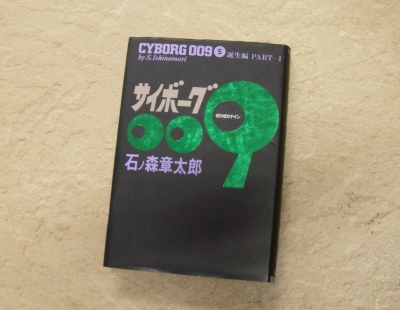 CYBORG 009 5 誕生編 PART-1
by S.Ishinomori
サイボーグ
009
ゼロゼロナイン
石ノ森章太郎